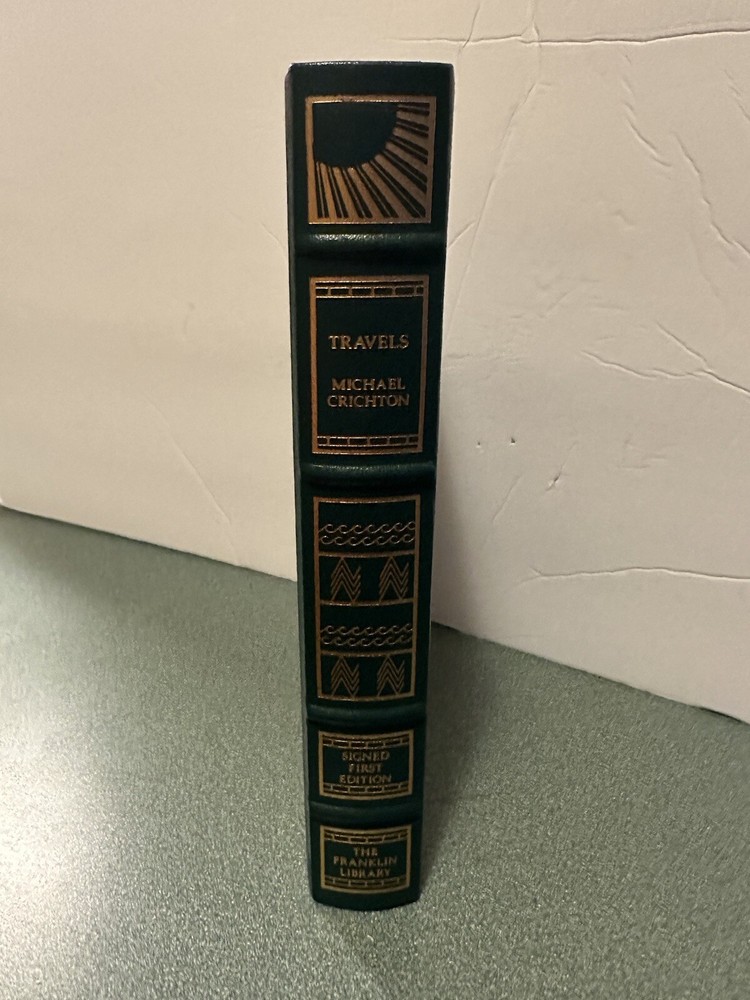 TRAVELS
MICHAEL
CRICHTON
SIGNED
FIRST
EDITION
THE
FRANKLIN
LIBRARY